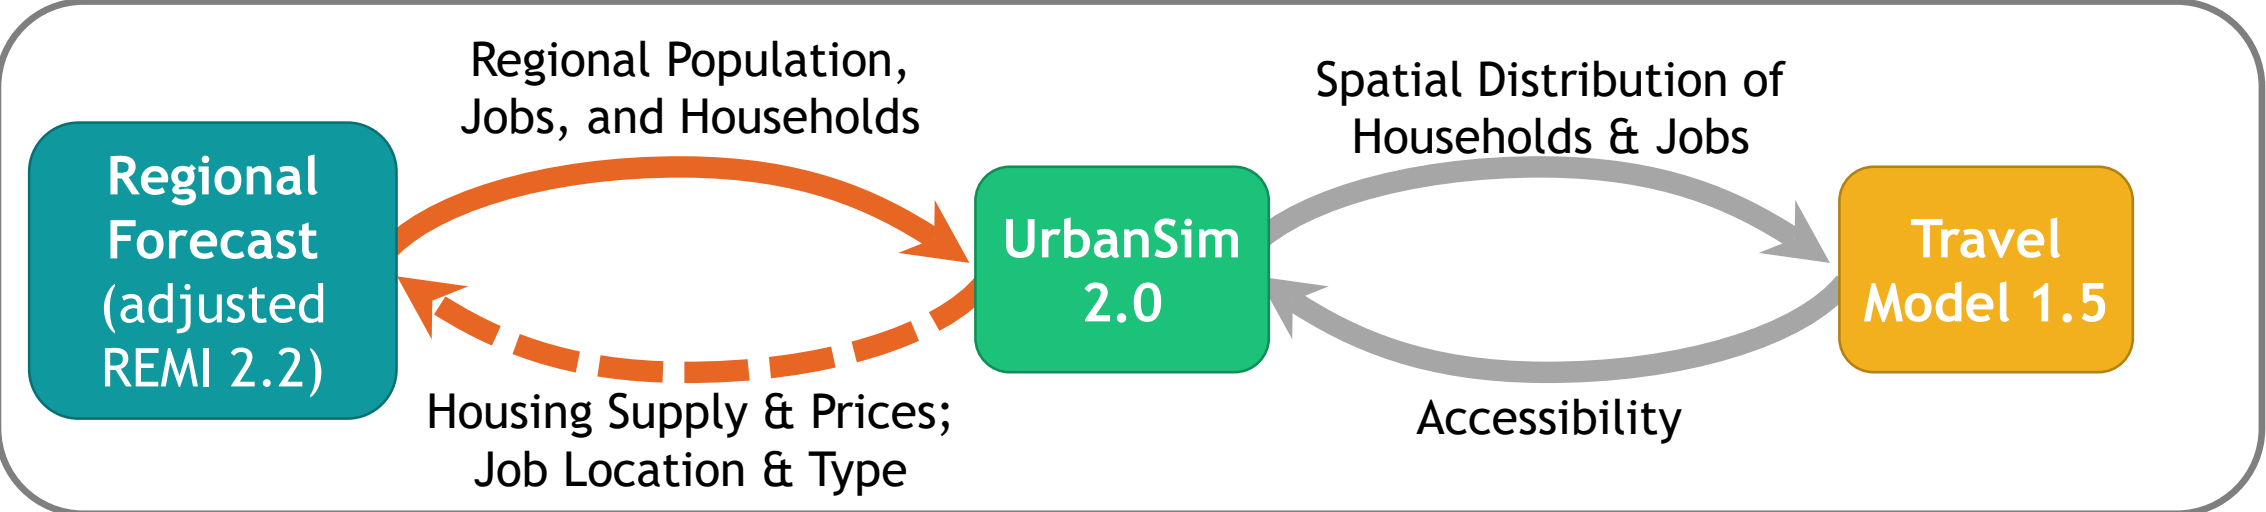 Regional Population,
Jobs, and Households
Spatial Distribution of
Households & Jobs
Regional
Forecast
(adjusted
REMI 2.2)
UrbanSim
2.0
Travel
Model 1.5
Housing Supply & Prices;
Job Location & Type
Accessibility